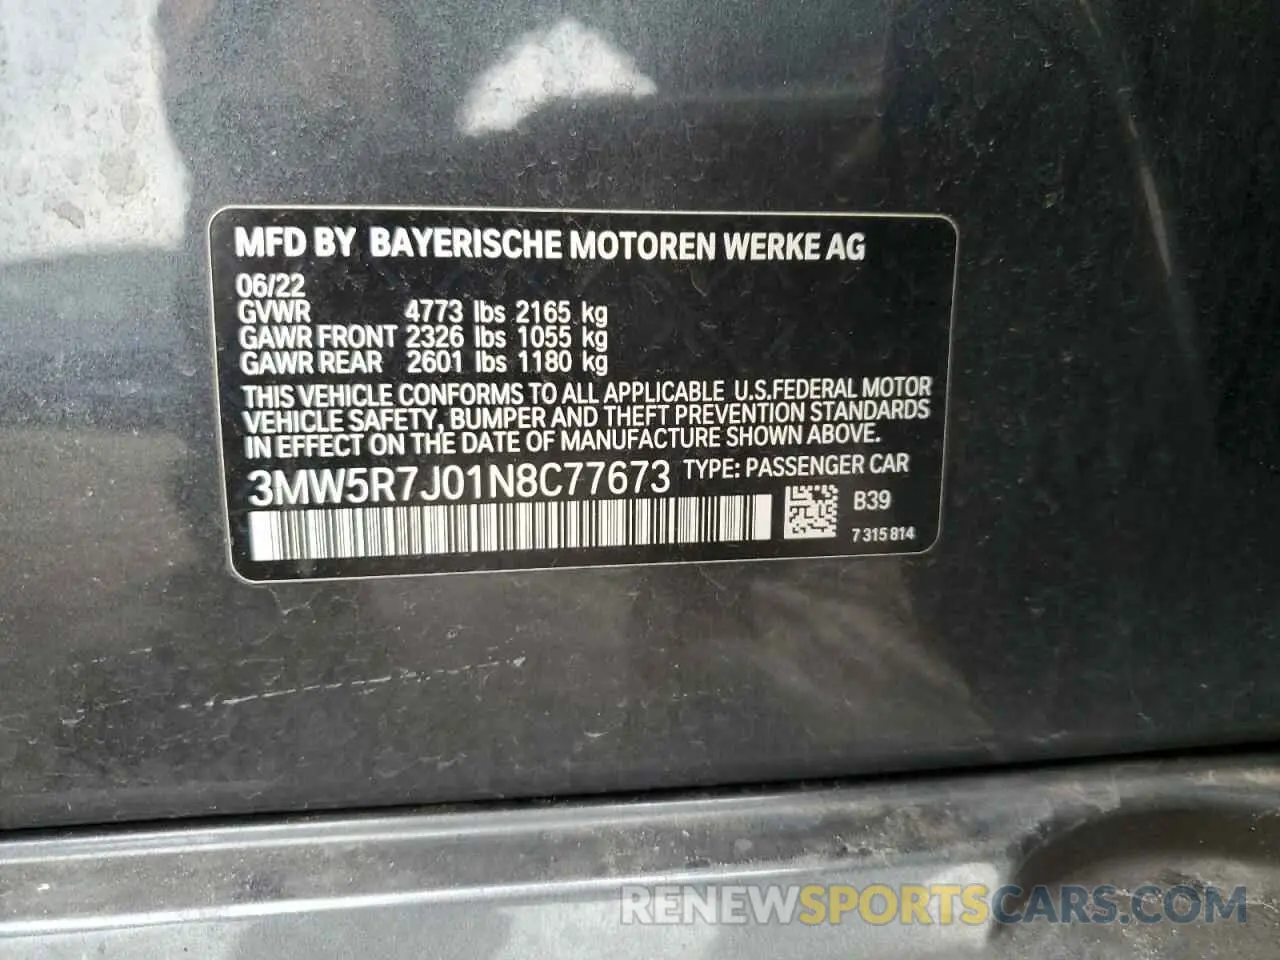 MFD BY BAYERISCHE MOTOREN WERKE AG
06/22
GVWR 4773 lbs 2165 kg
GAWR FRONT 2326 lbs 1055 kg
GAWR REAR 2601 lbs 1180 kg
THIS VEHICLE CONFORMS TO ALL APPLICABLE U.S.FEDERAL MOTOR
VEHICLE SAFETY, BUMPER AND THEFT PREVENTION STANDARDS
IN EFFECT ON THE DATE OF MANUFACTURE SHOWN ABOVE.
3MW5R7J01N8C77673 TYPE: PASSENGER CAR
B39
7 315 814
RENEWSPORTSCARS.COM